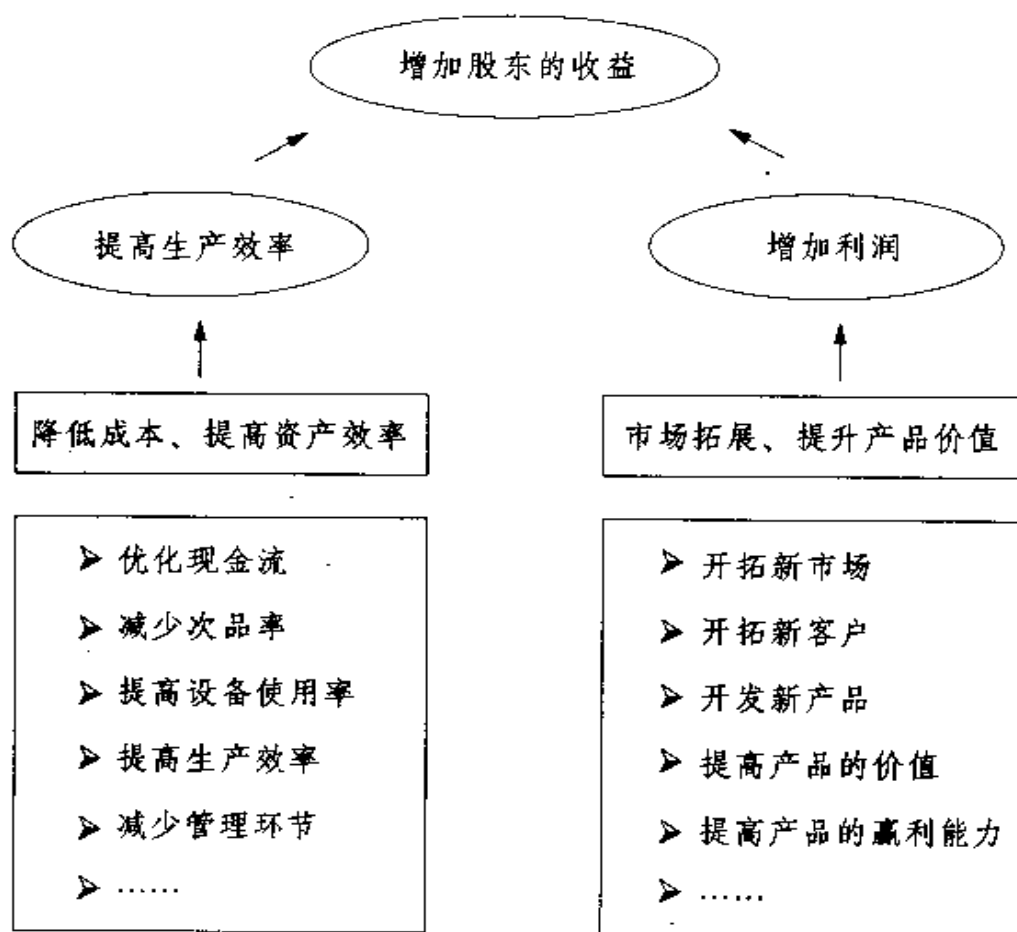 增加股东的收益
提高生产效率
增加利润
降低成本、提高资产效率
市场拓展、提升产品价值
➢ 优化现金流
➢ 减少次品率
➢ 提高设备使用率
➢ 提高生产效率
➢ 减少管理环节
➢ ……
➢ 开拓新市场
➢ 开拓新客户
➢ 开发新产品
➢ 提高产品的价值
➢ 提高产品的赢利能力
➢ ……